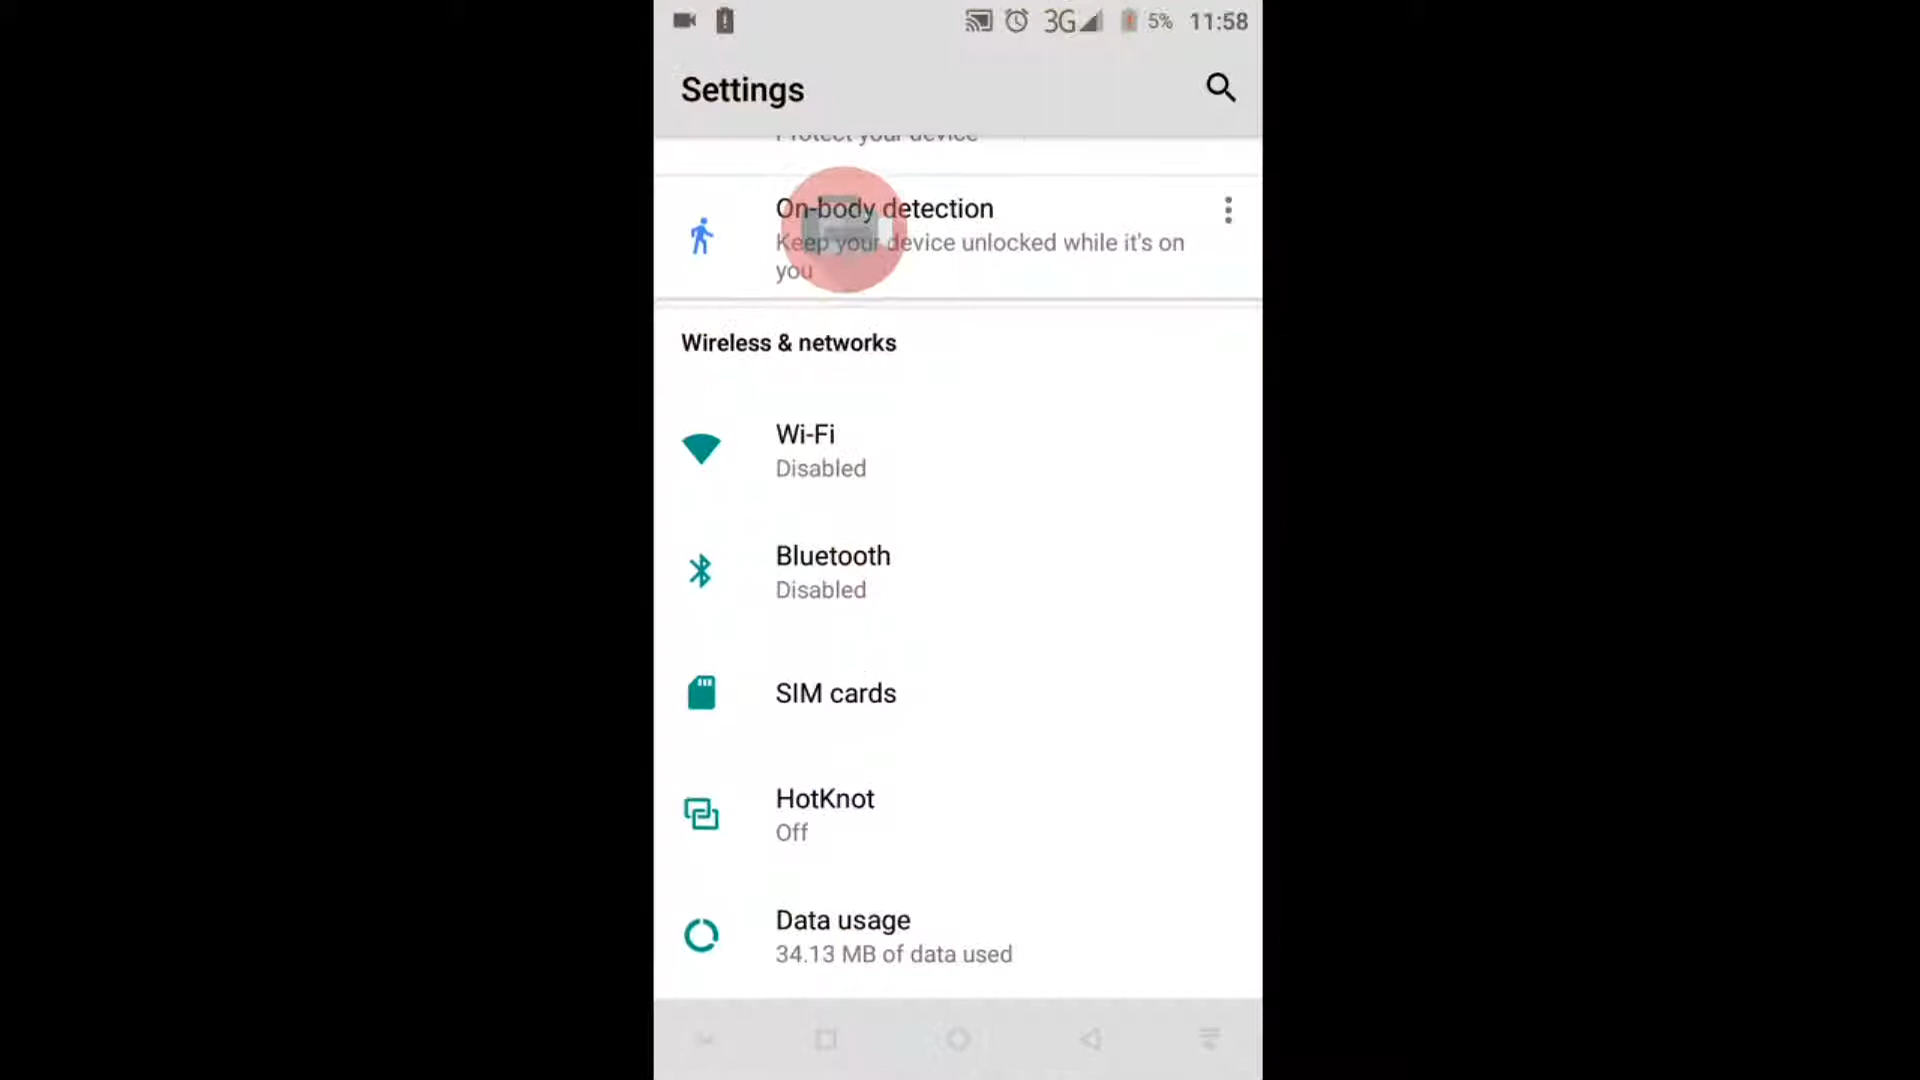 3G 5% 11:58
Settings
Protect your device
On-body detection
Keep your device unlocked while it's on
you
Wireless & networks
Wi-Fi
Disabled
Bluetooth
Disabled
SIM cards
HotKnot
Off
Data usage
34.13 MB of data used